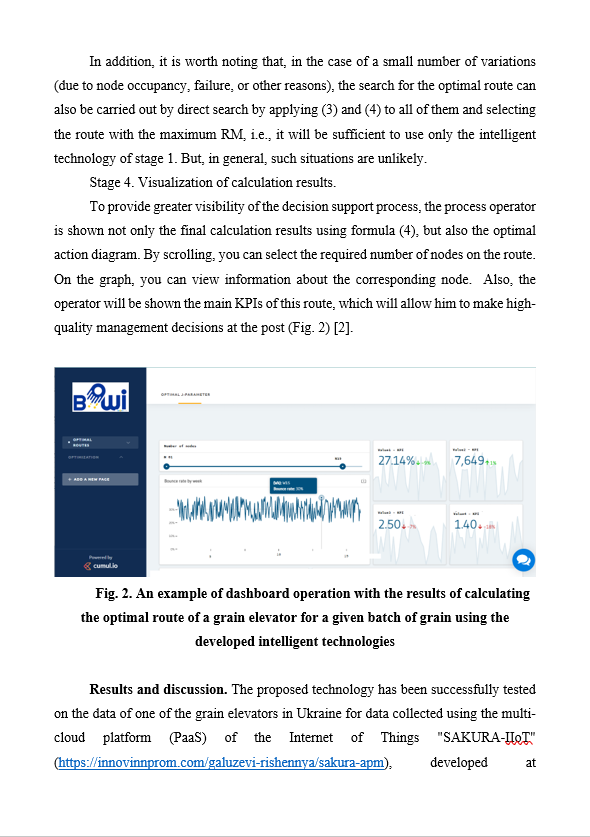 In addition, it is worth noting that, in the case of a small number of variations
(due to node occupancy, failure, or other reasons), the search for the optimal route can
also be carried out by direct search by applying (3) and (4) to all of them and selecting
the route with the maximum RM, i.e., it will be sufficient to use only the intelligent
technology of stage 1. But, in general, such situations are unlikely.
Stage 4. Visualization of calculation results.
To provide greater visibility of the decision support process, the process operator
is shown not only the final calculation results using formula (4), but also the optimal
action diagram. By scrolling, you can select the required number of nodes on the route.
On the graph, you can view information about the corresponding node. Also, the
operator will be shown the main KPIs of this route, which will allow him to make high-
quality management decisions at the post (Fig. 2) [2].
OPTIMAL
ROUTES
OPTIMIZATION
+ ADD A NEW PAGE
Powered by
cumul.io
Number of nodes
Bounce rate by week
Bounce rate:
27.14%
7,649
2.50
1.40
Fig. 2. An example of dashboard operation with the results of calculating
the optimal route of a grain elevator for a given batch of grain using the
developed intelligent technologies
Results and discussion. The proposed technology has been successfully tested
on the data of one of the grain elevators in Ukraine for data collected using the multi-
cloud platform (PaaS) of the Internet of Things "SAKURA-IIoT"
(https://innovinnprom.com/galuzevi-rishennya/sakura-apm), developed at